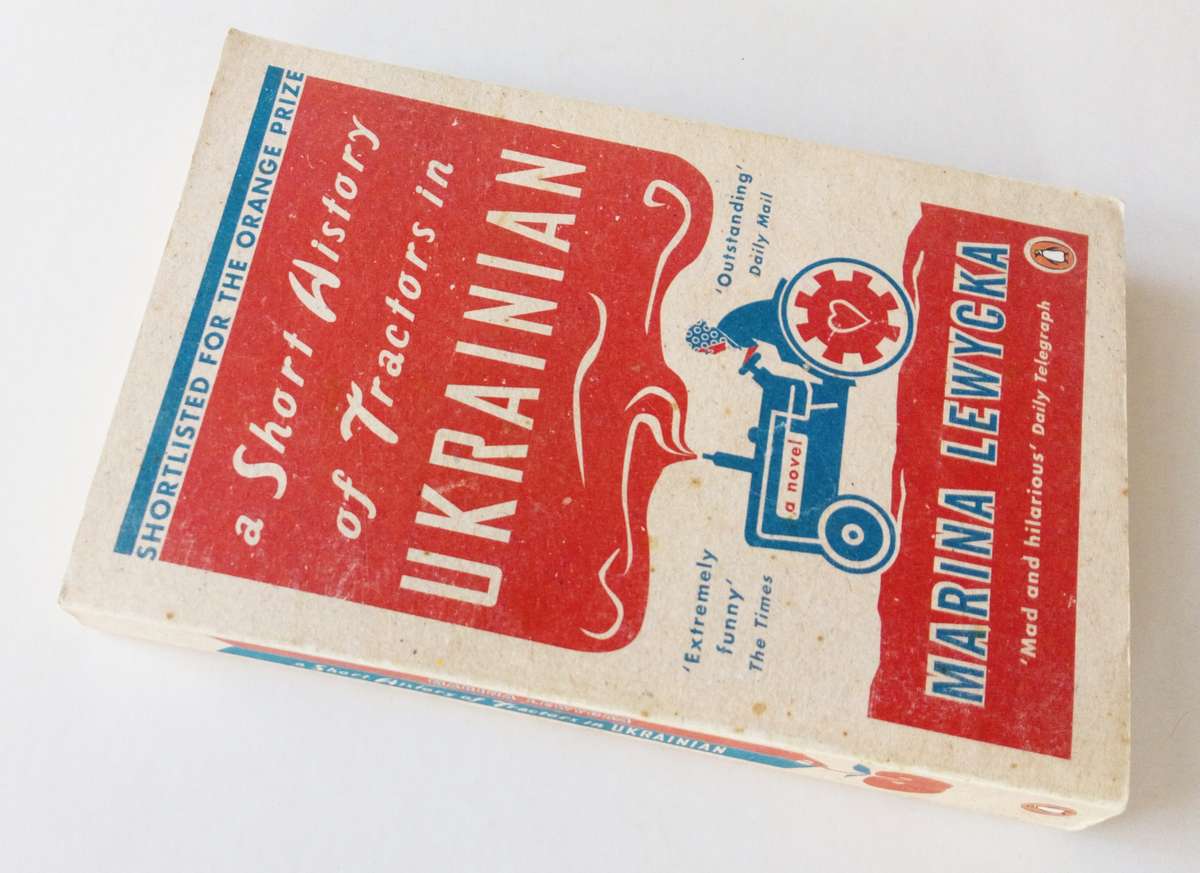 SHORTLISTED FOR THE ORANGE PRIZE
a Short History
of Tractors in
UKRAINIAN
'Outstanding'
Daily Mail
'Extremely
funny'
The Times
a novel
MARINA LEWYCKA
'Mad and hilarious' Daily Telegraph
MARINA LEWYCKA
a Short History of Tractors in UKRAINIAN